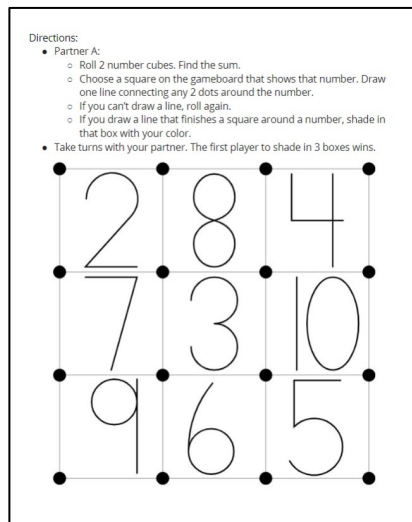 Directions:
• Partner A:
○ Roll 2 number cubes. Find the sum.
○ Choose a square on the gameboard that shows that number. Draw
one line connecting any 2 dots around the number.
○ If you can't draw a line, roll again.
○ If you draw a line that finishes a square around a number, shade in
that box with your color.
• Take turns with your partner. The first player to shade in 3 boxes wins.
2 8 4
7 3 10
9 6 5